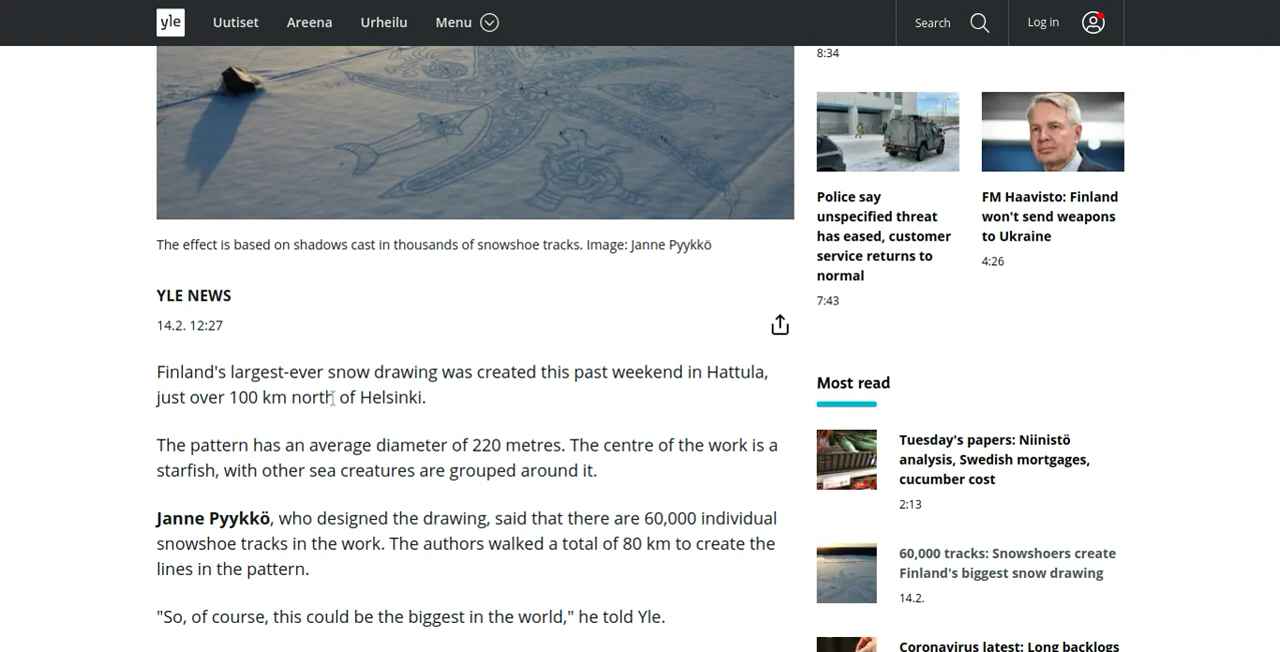 yle Uutiset Areena Urheilu Menu Search Log in
The effect is based on shadows cast in thousands of snowshoe tracks. Image: Janne Pyykkö
YLE NEWS
14.2. 12:27
Finland's largest-ever snow drawing was created this past weekend in Hattula,
just over 100 km north of Helsinki.
The pattern has an average diameter of 220 metres. The centre of the work is a
starfish, with other sea creatures are grouped around it.
Janne Pyykkö, who designed the drawing, said that there are 60,000 individual
snowshoe tracks in the work. The authors walked a total of 80 km to create the
lines in the pattern.
"So, of course, this could be the biggest in the world," he told Yle.
8:34
Police say
unspecified threat
has eased, customer
service returns to
normal
7:43
FM Haavisto: Finland
won't send weapons
to Ukraine
4:26
Most read
Tuesday's papers: Niinistö
analysis, Swedish mortgages,
cucumber cost
2:13
60,000 tracks: Snowshoers create
Finland's biggest snow drawing
14.2.
Coronavirus latest: Long backlogs